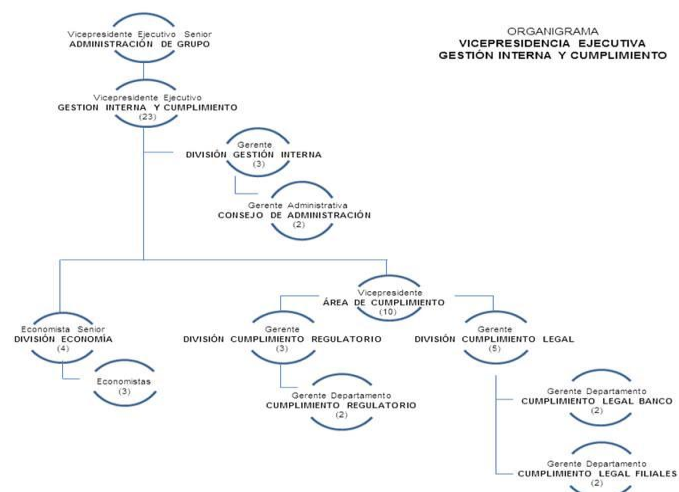 ORGANIGRAMA
VICEPRESIDENCIA EJECUTIVA
GESTIÓN INTERNA Y CUMPLIMIENTO
Vicepresidente Ejecutivo Senior
ADMINISTRACIÓN DE GRUPO
Vicepresidente Ejecutivo
GESTION INTERNA Y CUMPLIMIENTO
(23)
Gerente
DIVISIÓN GESTIÓN INTERNA
(3)
Gerente Administrativa
CONSEJO DE ADMINISTRACIÓN
(2)
Vicepresidente
ÁREA DE CUMPLIMIENTO
(10)
Economista Senior
DIVISIÓN ECONOMÍA
(4)
Economistas
(3)
Gerente
DIVISIÓN CUMPLIMIENTO REGULATORIO
(3)
Gerente Departamento
CUMPLIMIENTO REGULATORIO
(2)
Gerente
DIVISIÓN CUMPLIMIENTO LEGAL
(5)
Gerente Departamento
CUMPLIMIENTO LEGAL BANCO
(2)
Gerente Departamento
CUMPLIMIENTO LEGAL FILIALES
(2)